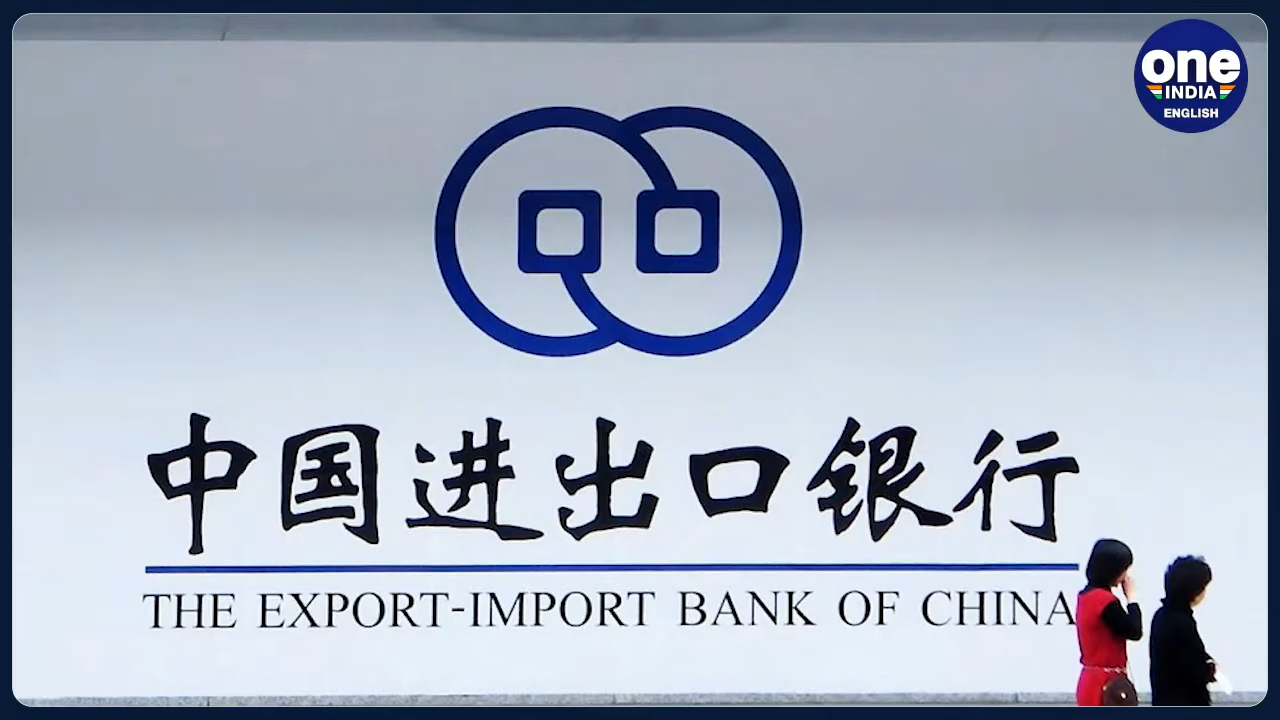 one
INDIA
ENGLISH
中国进出口银行
THE EXPORT-IMPORT BANK OF CHINA